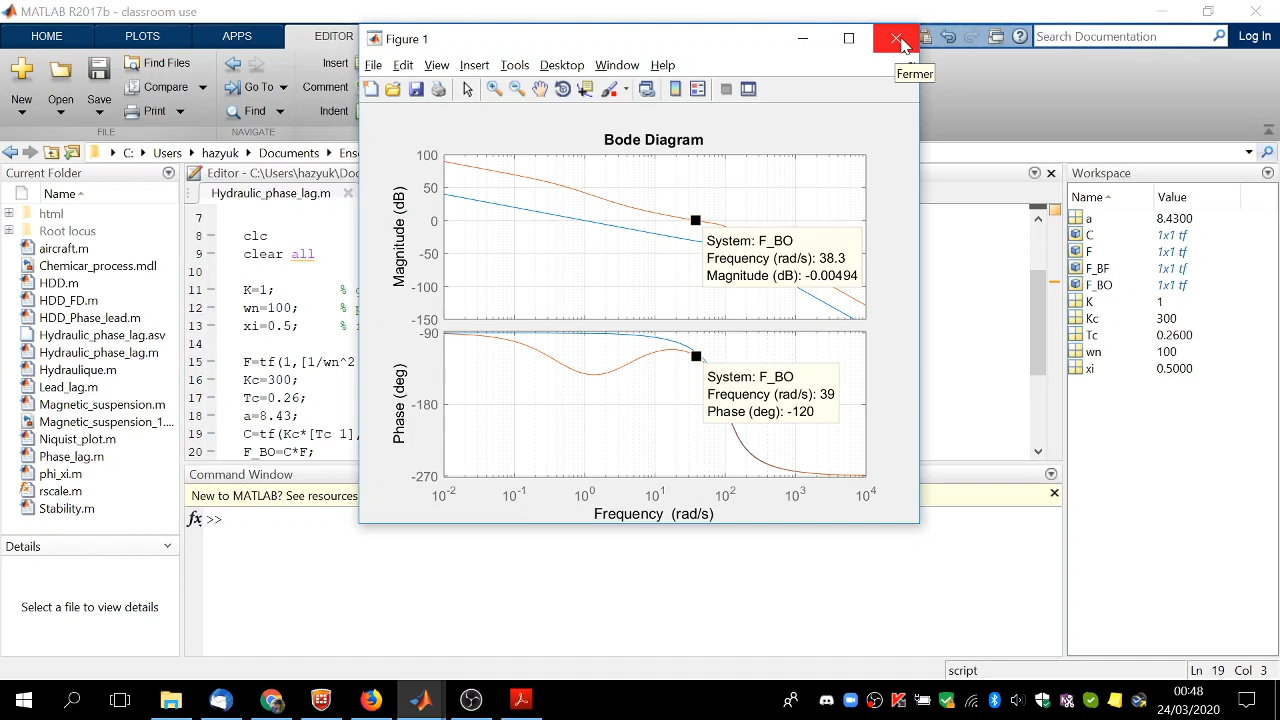 MATLAB R2017b - classroom use
HOME
PLOTS
APPS
EDITOR
Search Documentation
Log In
New
Open
Save
Find Files
Compare
Print
Go To
Find
Insert
Comment
Indent
FILE
NAVIGATE
C: Users hazyuk Documents Ens
Figure 1
Fermer
File Edit View Insert Tools Desktop Window Help
Bode Diagram
Magnitude (dB)
100
50
0
-50
-100
-150
System: F_BO
Frequency (rad/s): 38.3
Magnitude (dB): -0.00494
Phase (deg)
-90
-180
-270
System: F_BO
Frequency (rad/s): 39
Phase (deg): -120
10-2 10-1 100 101 102 103 104
Frequency (rad/s)
Current Folder
Name
html
Root locus
aircraft.m
Chemicar_process.mdl
HDD.m
HDD_FD.m
HDD_Phase_lead.m
Hydraulic_phase_lag.asv
Hydraulic_phase_lag.m
Hydraulique.m
Lead_lag.m
Magnetic_suspension.m
Magnetic_suspension_1....
Niquist_plot.m
Phase_lag.m
phi_xi.m
rscale.m
Stability.m
Details
Select a file to view details
Editor - C:\Users\hazyuk\Doc
Hydraulic_phase_lag.m
7
8 clc
9 clear all
10
11 K=1; % g
12 wn=100; %
13 xi=0.5; %
14
15 F=tf(1,[1/wn^2
16 Kc=300;
17 Tc=0.26;
18 a=8.43;
19 C=tf(Kc*[Tc 1],
20 F_BO=C*F;
Command Window
New to MATLAB? See resources
fx >>
Workspace
Name Value
a 8.4300
C 1x1 tf
F 1x1 tf
F_BF 1x1 tf
F_BO 1x1 tf
K 1
Kc 300
Tc 0.2600
wn 100
xi 0.5000
script
Ln 19 Col 3
00:48
24/03/2020